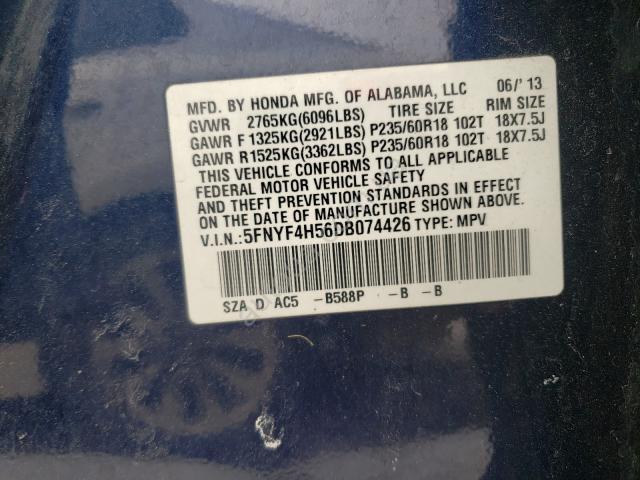 MFD. BY HONDA MFG. OF ALABAMA, LLC 06/'13
GVWR 2765KG(6096LBS) TIRE SIZE RIM SIZE
GAWR F 1325KG(2921LBS) P235/60R18 102T 18X7.5J
GAWR R1525KG(3362LBS) P235/60R18 102T 18X7.5J
THIS VEHICLE CONFORMS TO ALL APPLICABLE
FEDERAL MOTOR VEHICLE SAFETY
AND THEFT PREVENTION STANDARDS IN EFFECT
ON THE DATE OF MANUFACTURE SHOWN ABOVE.
V.I.N.:5FNYF4H56DB074426 TYPE: MPV
SZA D AC5 -B588P -B -B